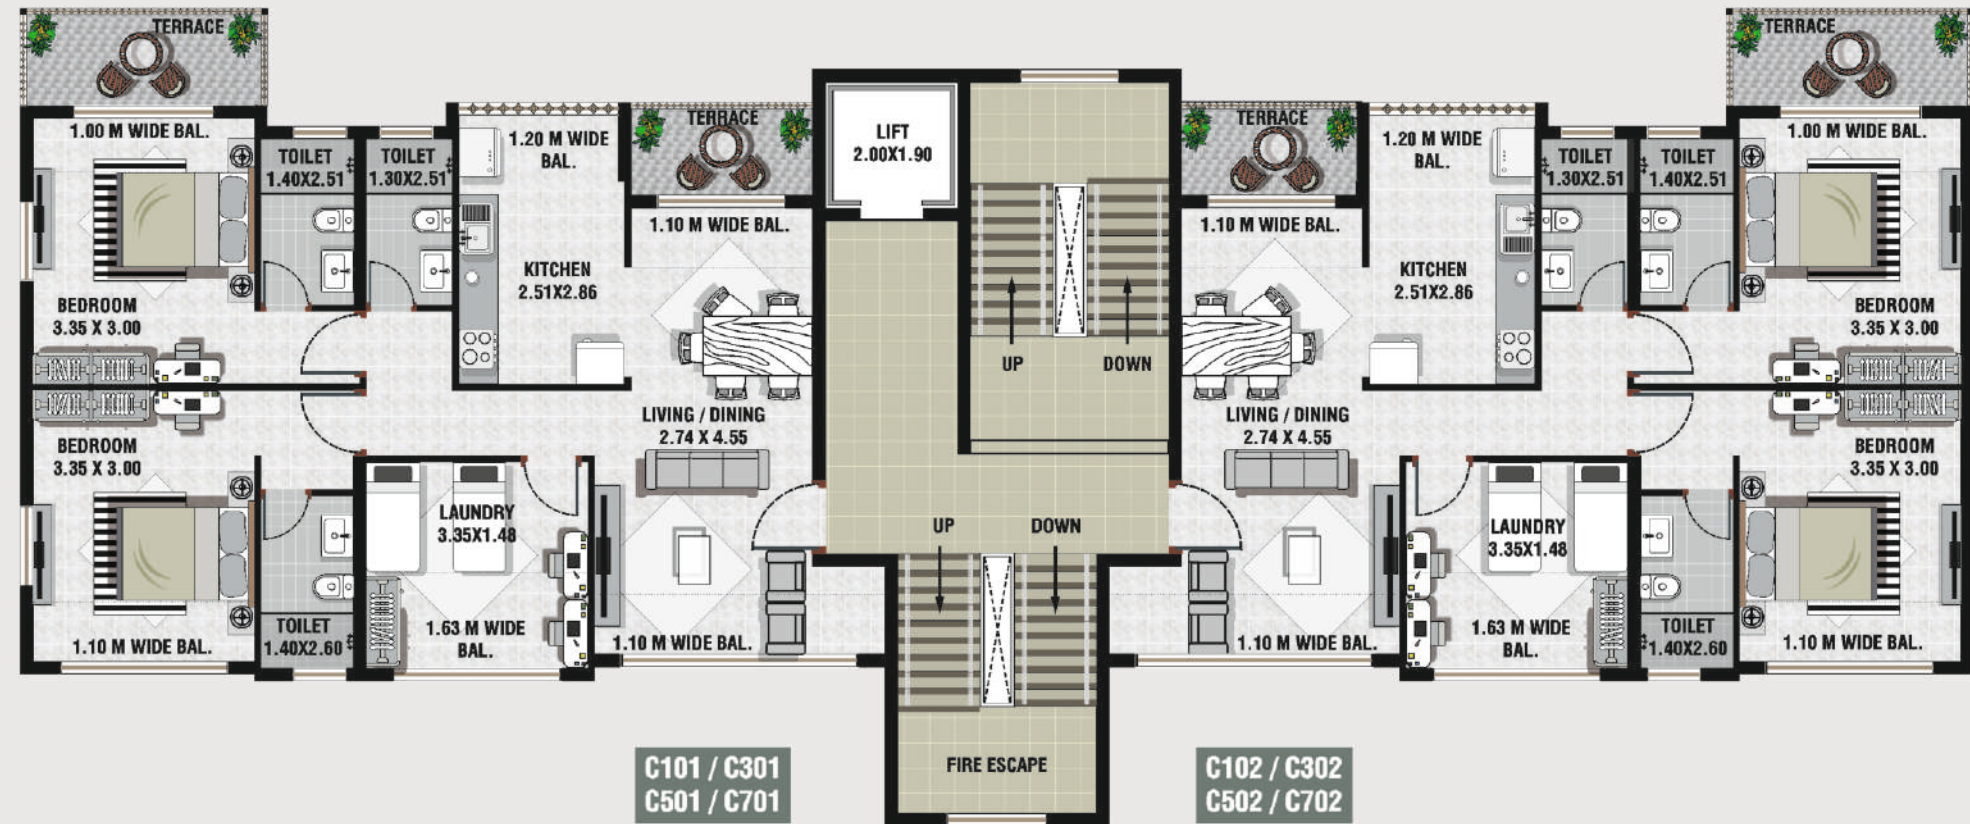 TERRACE
1.00 M WIDE BAL.
TOILET
1.40X2.51
TOILET
1.30X2.51
1.20 M WIDE
BAL.
TERRACE
1.10 M WIDE BAL.
KITCHEN
2.51X2.86
BEDROOM
3.35 X 3.00
BEDROOM
3.35 X 3.00
LIVING / DINING
2.74 X 4.55
LAUNDRY
3.35X1.48
1.63 M WIDE
BAL.
TOILET
1.40X2.60
1.10 M WIDE BAL.
1.10 M WIDE BAL.
LIFT
2.00X1.90
UP
DOWN
UP
DOWN
FIRE ESCAPE
TERRACE
1.10 M WIDE BAL.
1.20 M WIDE
BAL.
TOILET
1.30X2.51
TOILET
1.40X2.51
TERRACE
1.00 M WIDE BAL.
KITCHEN
2.51X2.86
BEDROOM
3.35 X 3.00
LIVING / DINING
2.74 X 4.55
BEDROOM
3.35 X 3.00
LAUNDRY
3.35X1.48
1.10 M WIDE BAL.
1.63 M WIDE
BAL.
TOILET
1.40X2.60
1.10 M WIDE BAL.
C101 / C301
C501 / C701
C102 / C302
C502 / C702